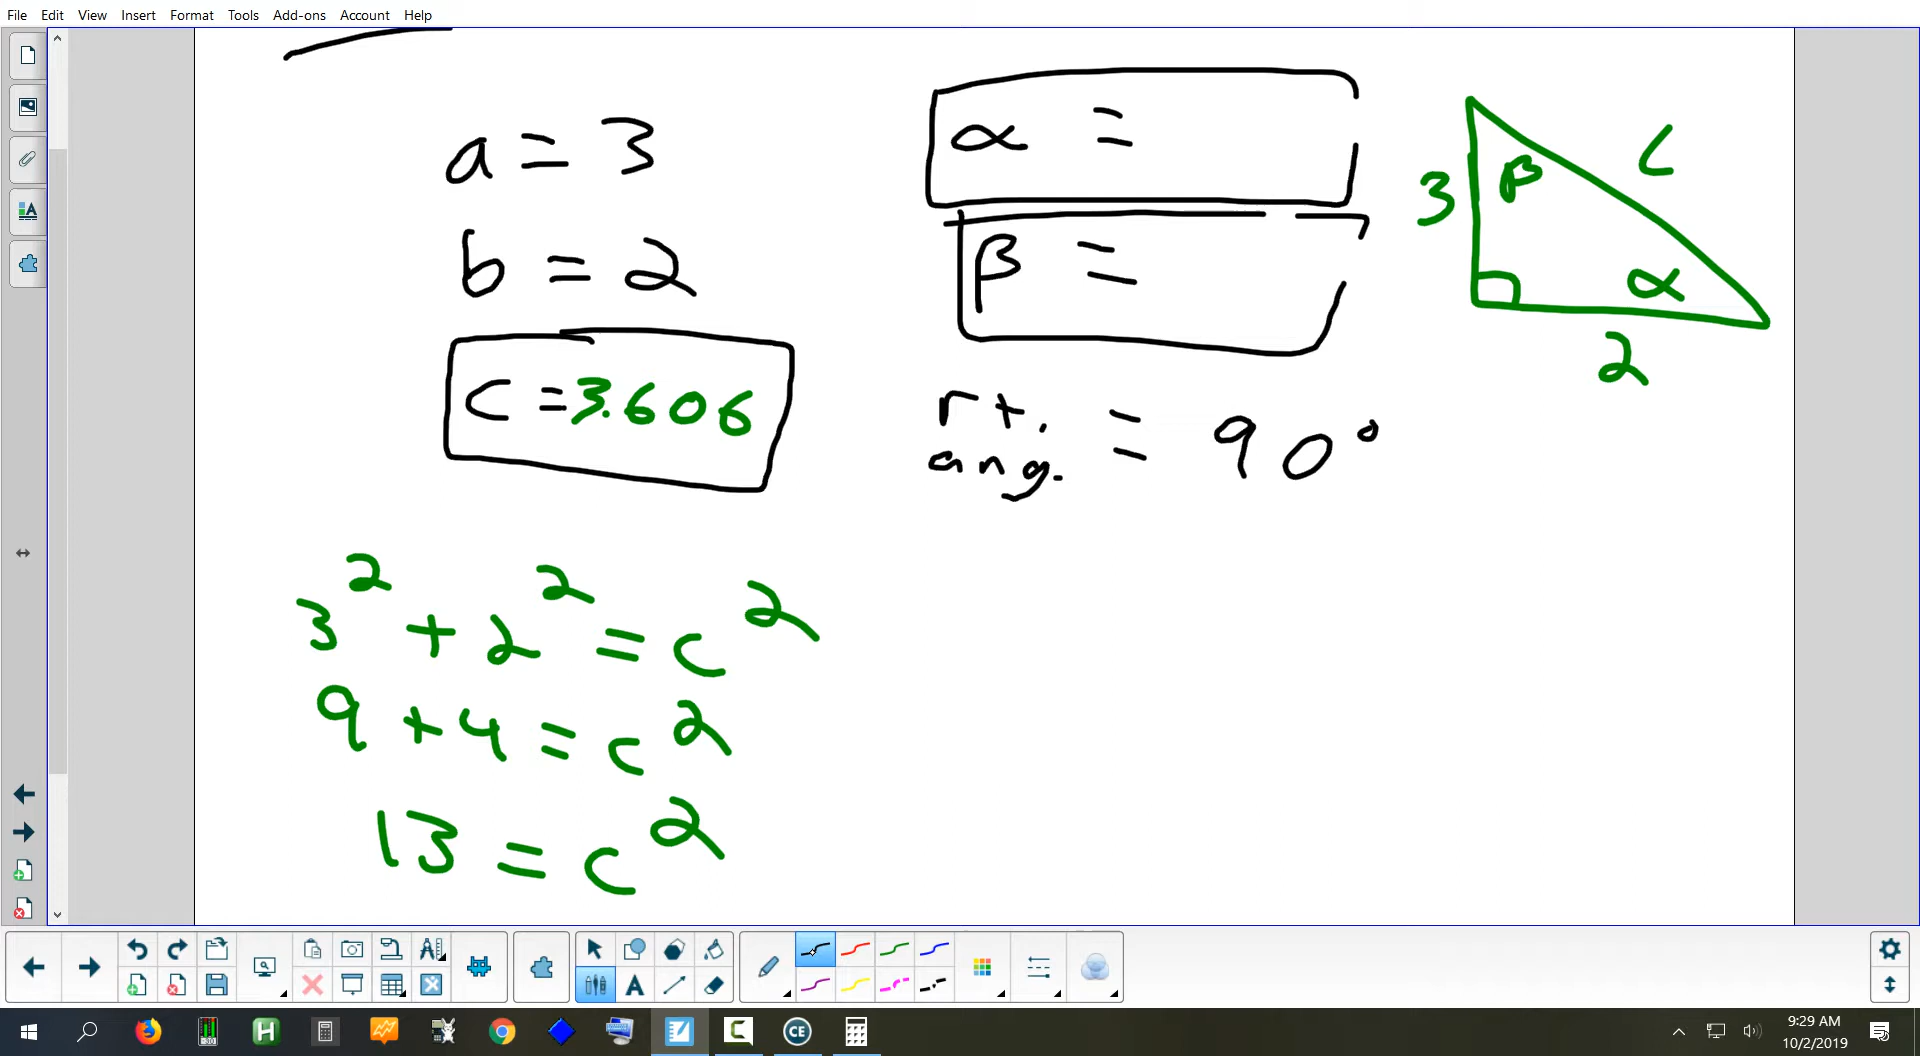 File Edit View Insert Format Tools Add-ons Account Help
a = 3
b = 2
c = 3.606
α =
β =
rt. ang. = 90°
3
β
c
α
2
3² + 2² = c²
9 + 4 = c²
13 = c²
A
H
CE
9:29 AM
10/2/2019